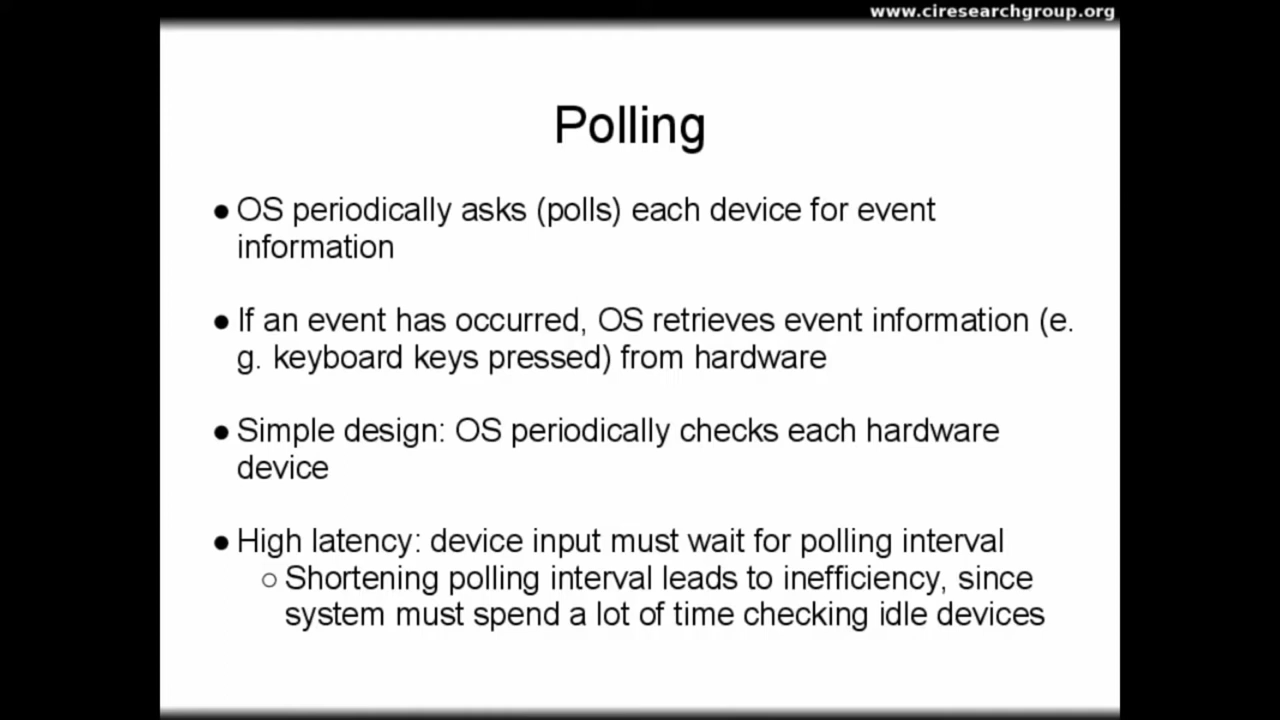 www.ciresearchgroup.org
Polling
● OS periodically asks (polls) each device for event
information
● If an event has occurred, OS retrieves event information (e.
g. keyboard keys pressed) from hardware
● Simple design: OS periodically checks each hardware
device
● High latency: device input must wait for polling interval
○ Shortening polling interval leads to inefficiency, since
system must spend a lot of time checking idle devices